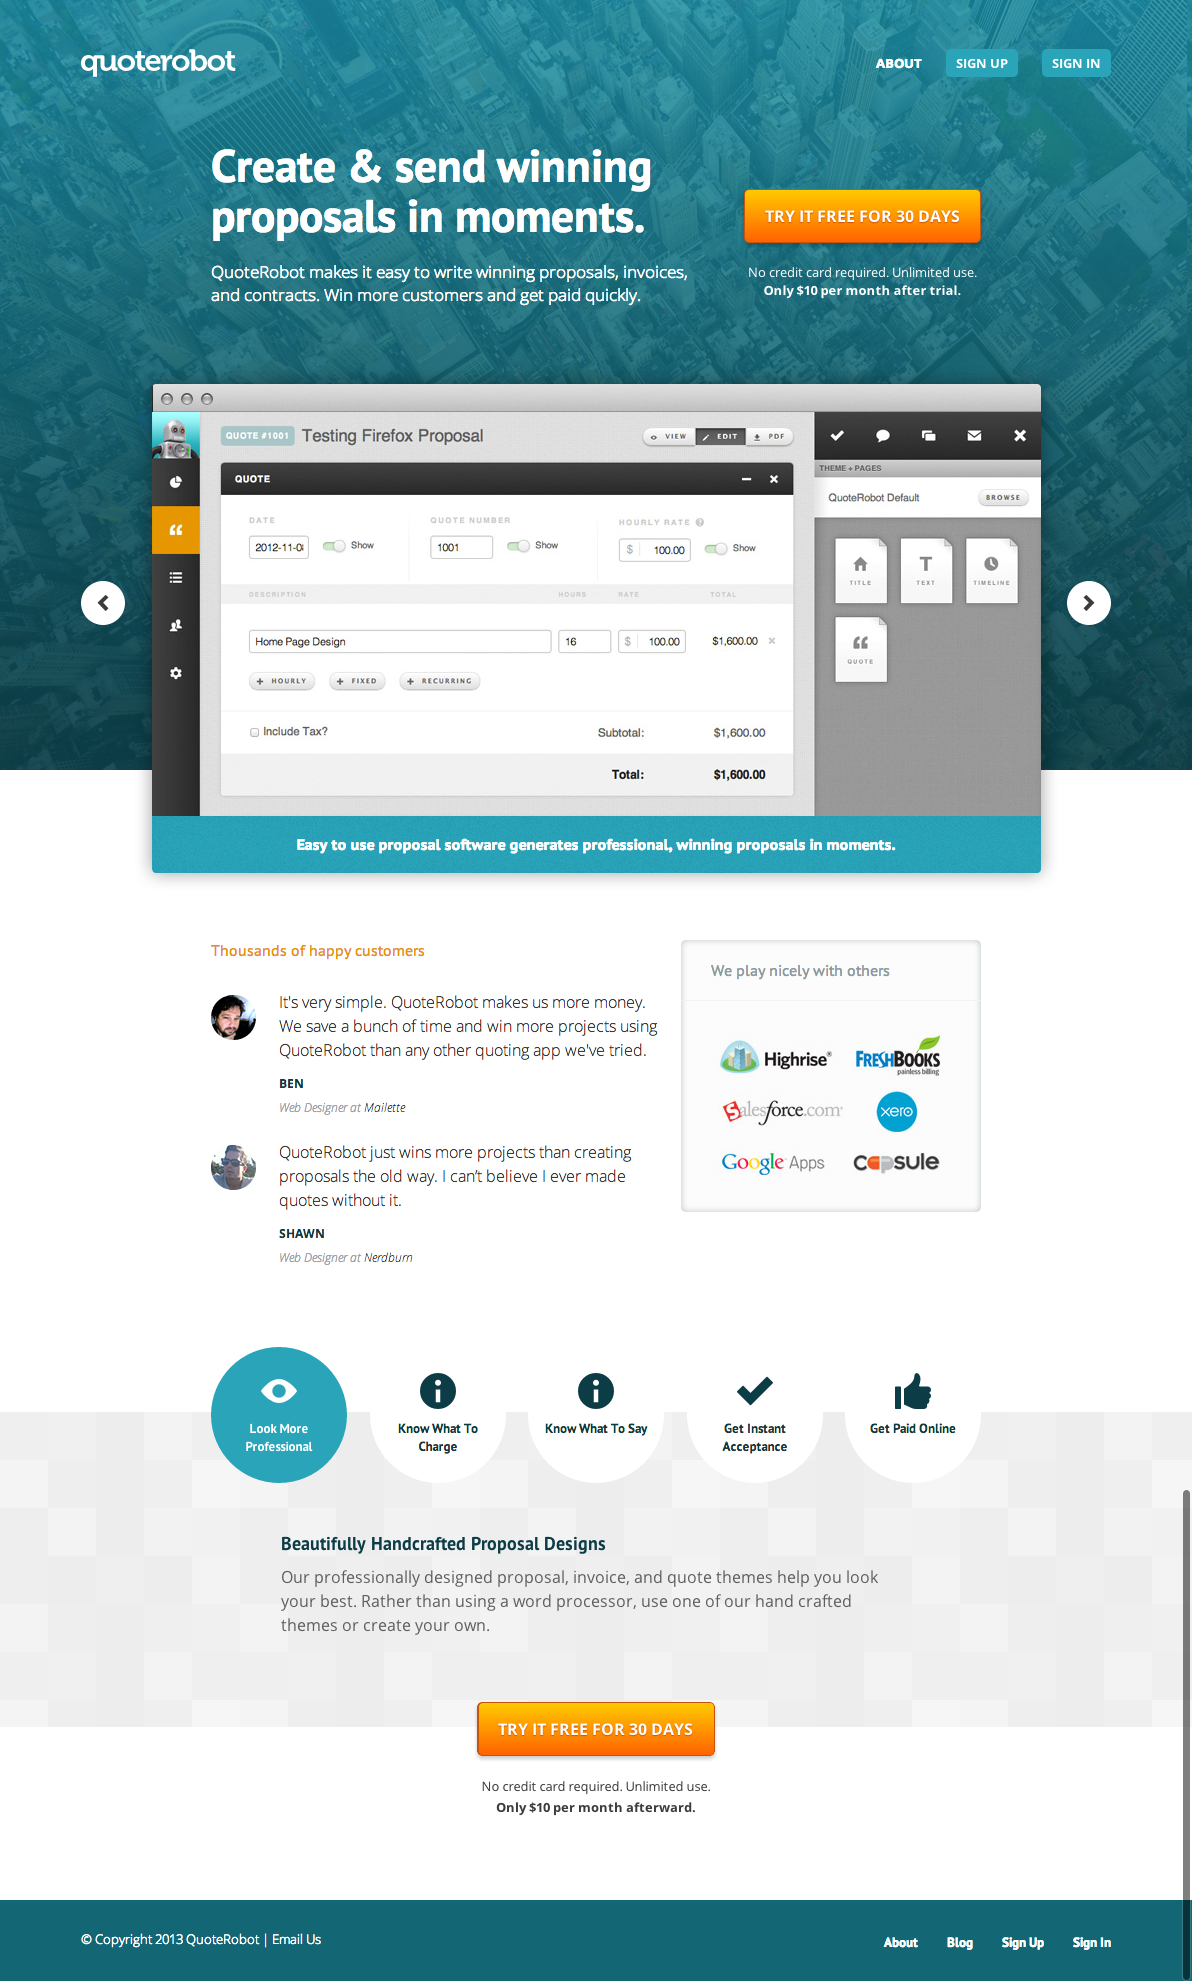 quoterobot
ABOUT
SIGN UP
SIGN IN
Create & send winning
proposals in moments.
QuoteRobot makes it easy to write winning proposals, invoices,
and contracts. Win more customers and get paid quickly.
TRY IT FREE FOR 30 DAYS
No credit card required. Unlimited use.
Only $10 per month after trial.
QUOTE #1001
Testing Firefox Proposal
VIEW
EDIT
PDF
THEME + PAGES
QuoteRobot Default
BROWSE
TITLE
TEXT
TIMELINE
QUOTE
QUOTE
DATE
QUOTE NUMBER
HOURLY RATE ?
2012-11-0
Show
1001
Show
$ 100.00
Show
DESCRIPTION
HOURS
RATE
TOTAL
Home Page Design
16
$ 100.00
$1,600.00
+ HOURLY
+ FIXED
+ RECURRING
Include Tax?
Subtotal:
$1,600.00
Total:
$1,600.00
Easy to use proposal software generates professional, winning proposals in moments.
Thousands of happy customers
It's very simple. QuoteRobot makes us more money.
We save a bunch of time and win more projects using
QuoteRobot than any other quoting app we've tried.
BEN
Web Designer at Mailette
QuoteRobot just wins more projects than creating
proposals the old way. I can't believe I ever made
quotes without it.
SHAWN
Web Designer at Nerdburn
We play nicely with others
Highrise®
FRESHBOOKS
painless billing
salesforce.com
xero
Google Apps
CAPSULE
Look More
Professional
Know What To
Charge
Know What To Say
Get Instant
Acceptance
Get Paid Online
Beautifully Handcrafted Proposal Designs
Our professionally designed proposal, invoice, and quote themes help you look
your best. Rather than using a word processor, use one of our hand crafted
themes or create your own.
TRY IT FREE FOR 30 DAYS
No credit card required. Unlimited use.
Only $10 per month afterward.
© Copyright 2013 QuoteRobot | Email Us
About
Blog
Sign Up
Sign In